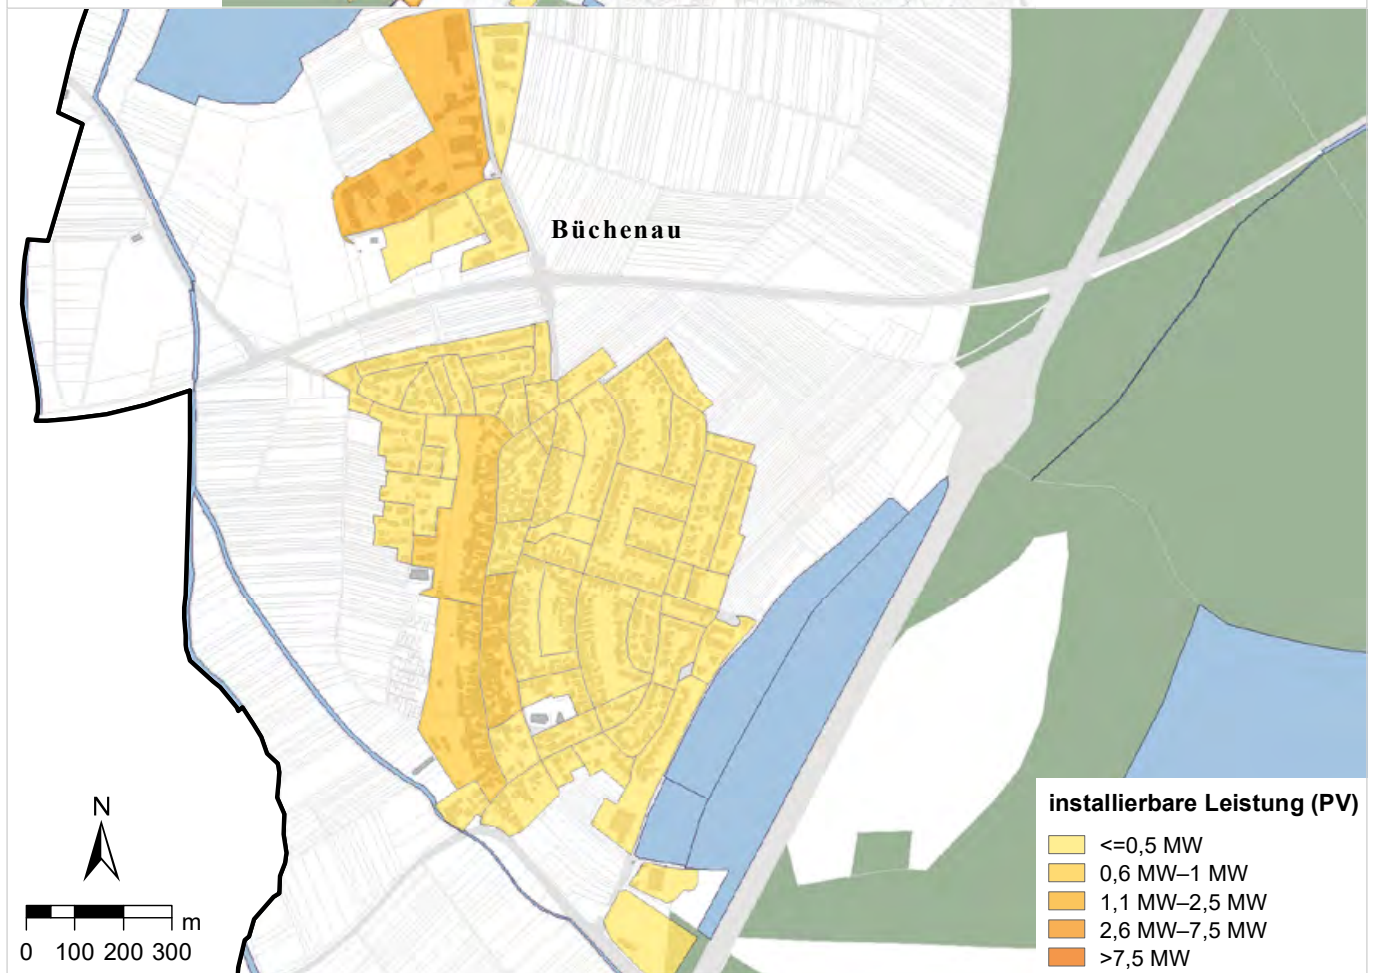 Büchenau
installierbare Leistung (PV)
<=0,5 MW
0,6 MW–1 MW
1,1 MW–2,5 MW
2,6 MW–7,5 MW
>7,5 MW
N
m
0 100 200 300